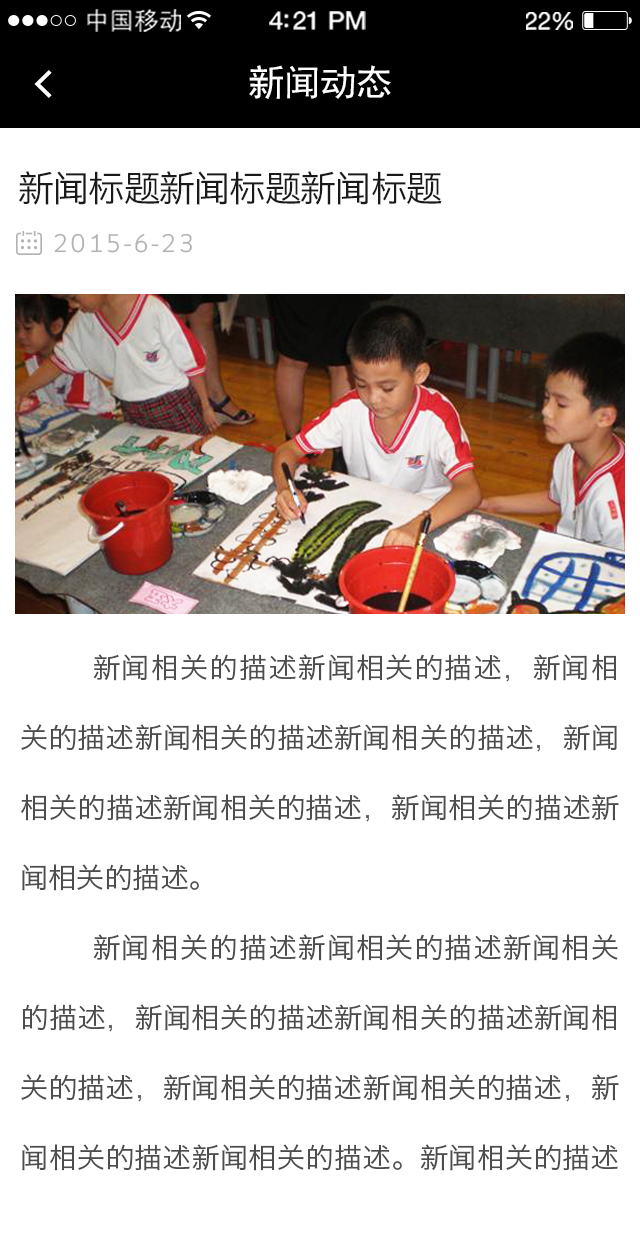 中国移动 4:21 PM 22%
新闻动态
新闻标题新闻标题新闻标题
2015-6-23
新闻相关的描述新闻相关的描述，新闻相
关的描述新闻相关的描述新闻相关的描述，新闻
相关的描述新闻相关的描述，新闻相关的描述新
闻相关的描述。
新闻相关的描述新闻相关的描述新闻相关
的描述，新闻相关的描述新闻相关的描述新闻相
关的描述，新闻相关的描述新闻相关的描述，新
闻相关的描述新闻相关的描述。新闻相关的描述